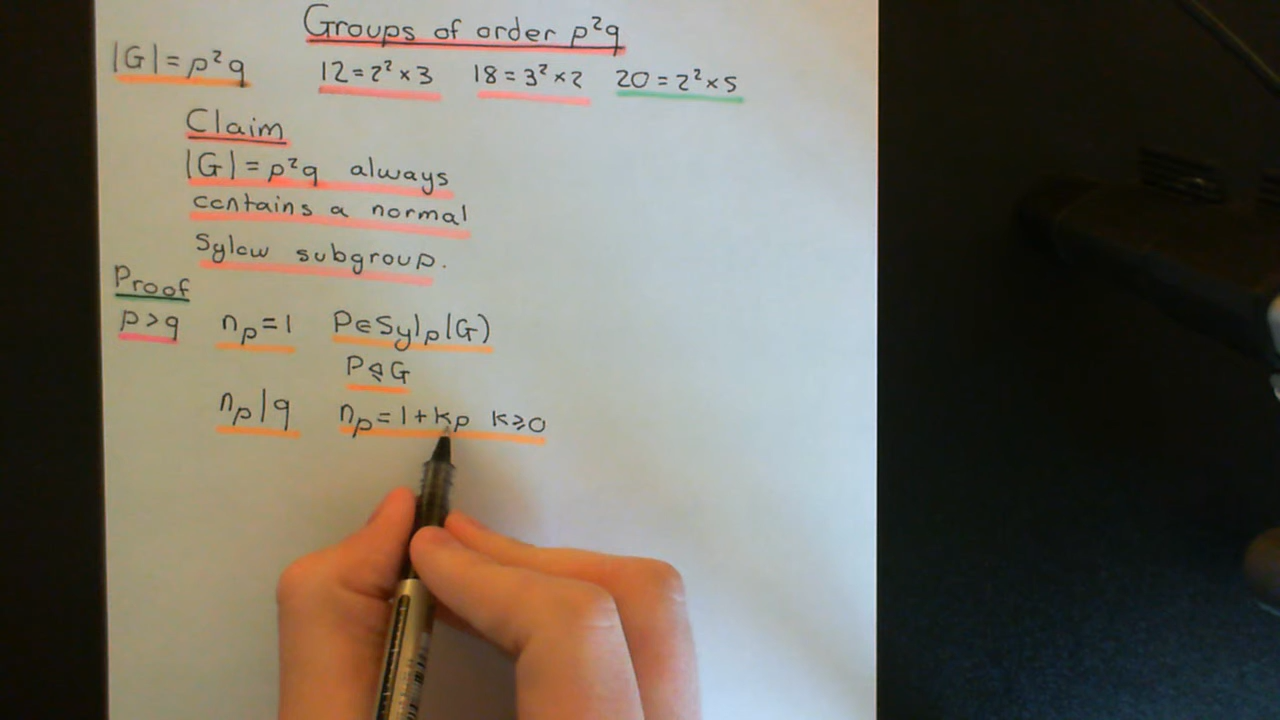 Groups of order p²q
|G| = p²q 12 = 2² × 3 18 = 3² × 2 20 = 2² × 5
Claim
|G| = p²q always
contains a normal
Sylow subgroup.
Proof
p > q n_p = 1 P ∈ Syl_p(G)
P ⊴ G
n_p | q n_p = 1 + kp k ≥ 0